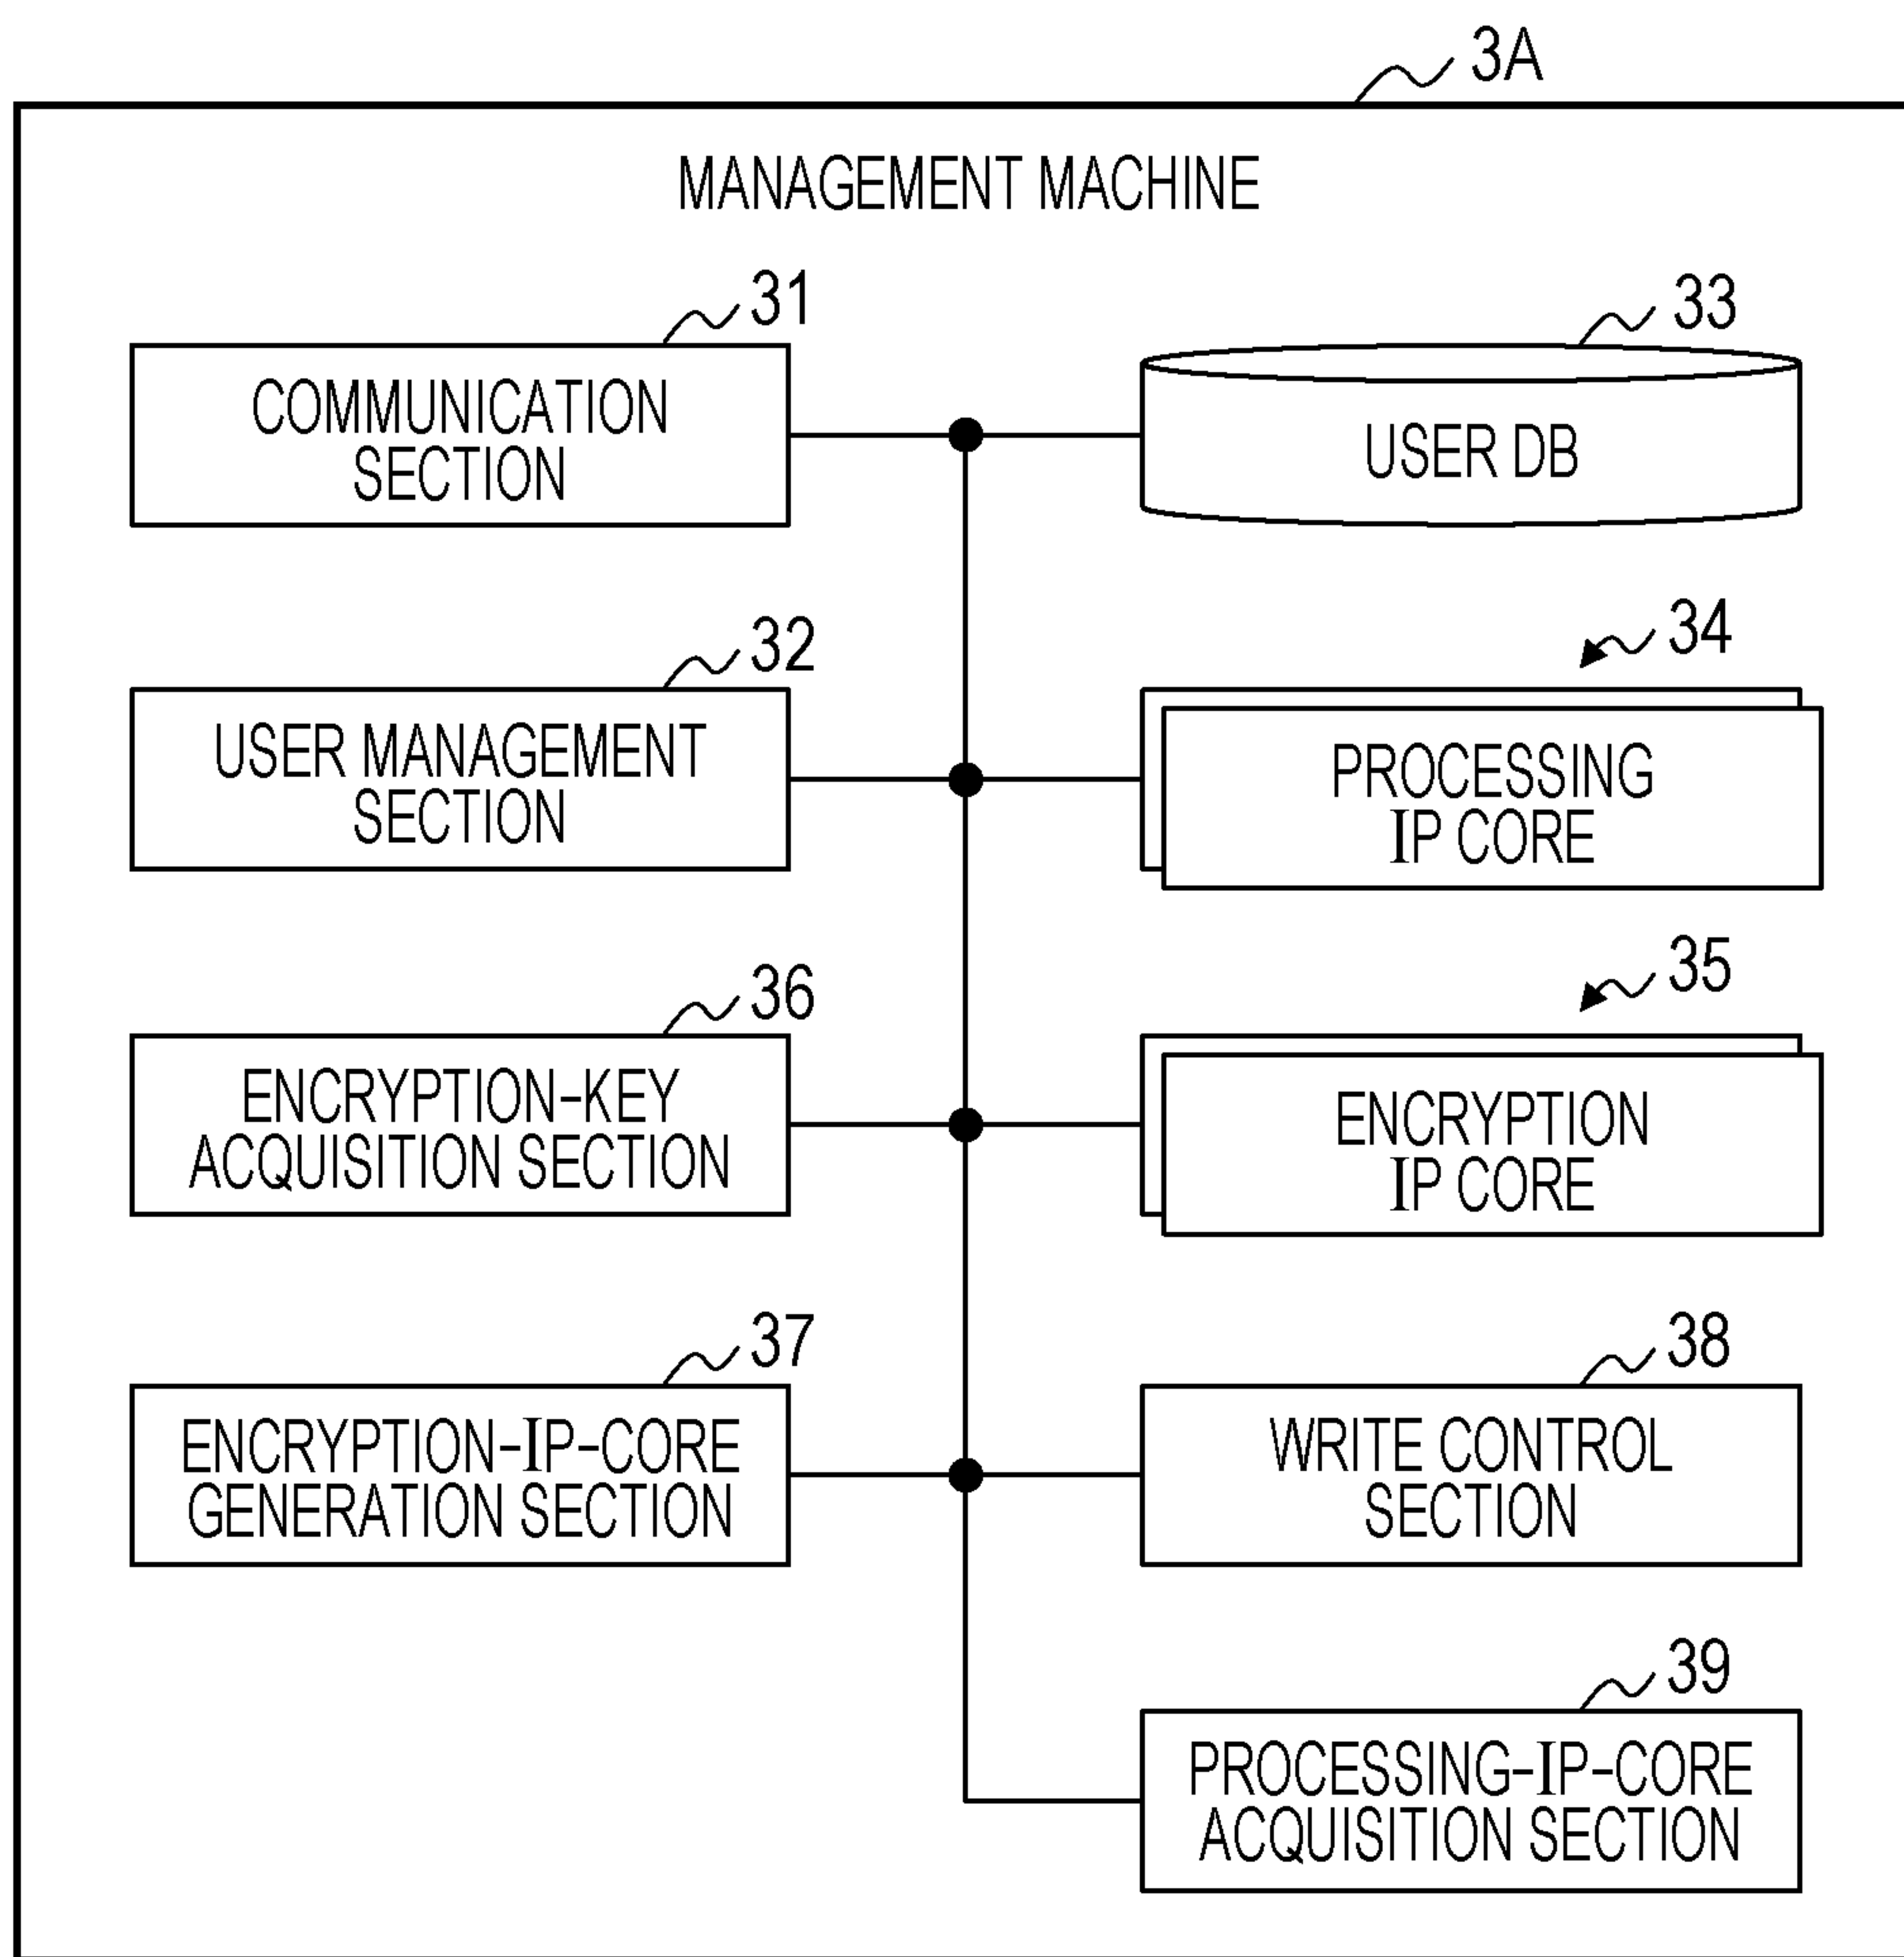 3A
MANAGEMENT MACHINE
31
COMMUNICATION
SECTION
33
USER DB
32
USER MANAGEMENT
SECTION
34
PROCESSING
IP CORE
36
ENCRYPTION-KEY
ACQUISITION SECTION
35
ENCRYPTION
IP CORE
37
ENCRYPTION-IP-CORE
GENERATION SECTION
38
WRITE CONTROL
SECTION
39
PROCESSING-IP-CORE
ACQUISITION SECTION